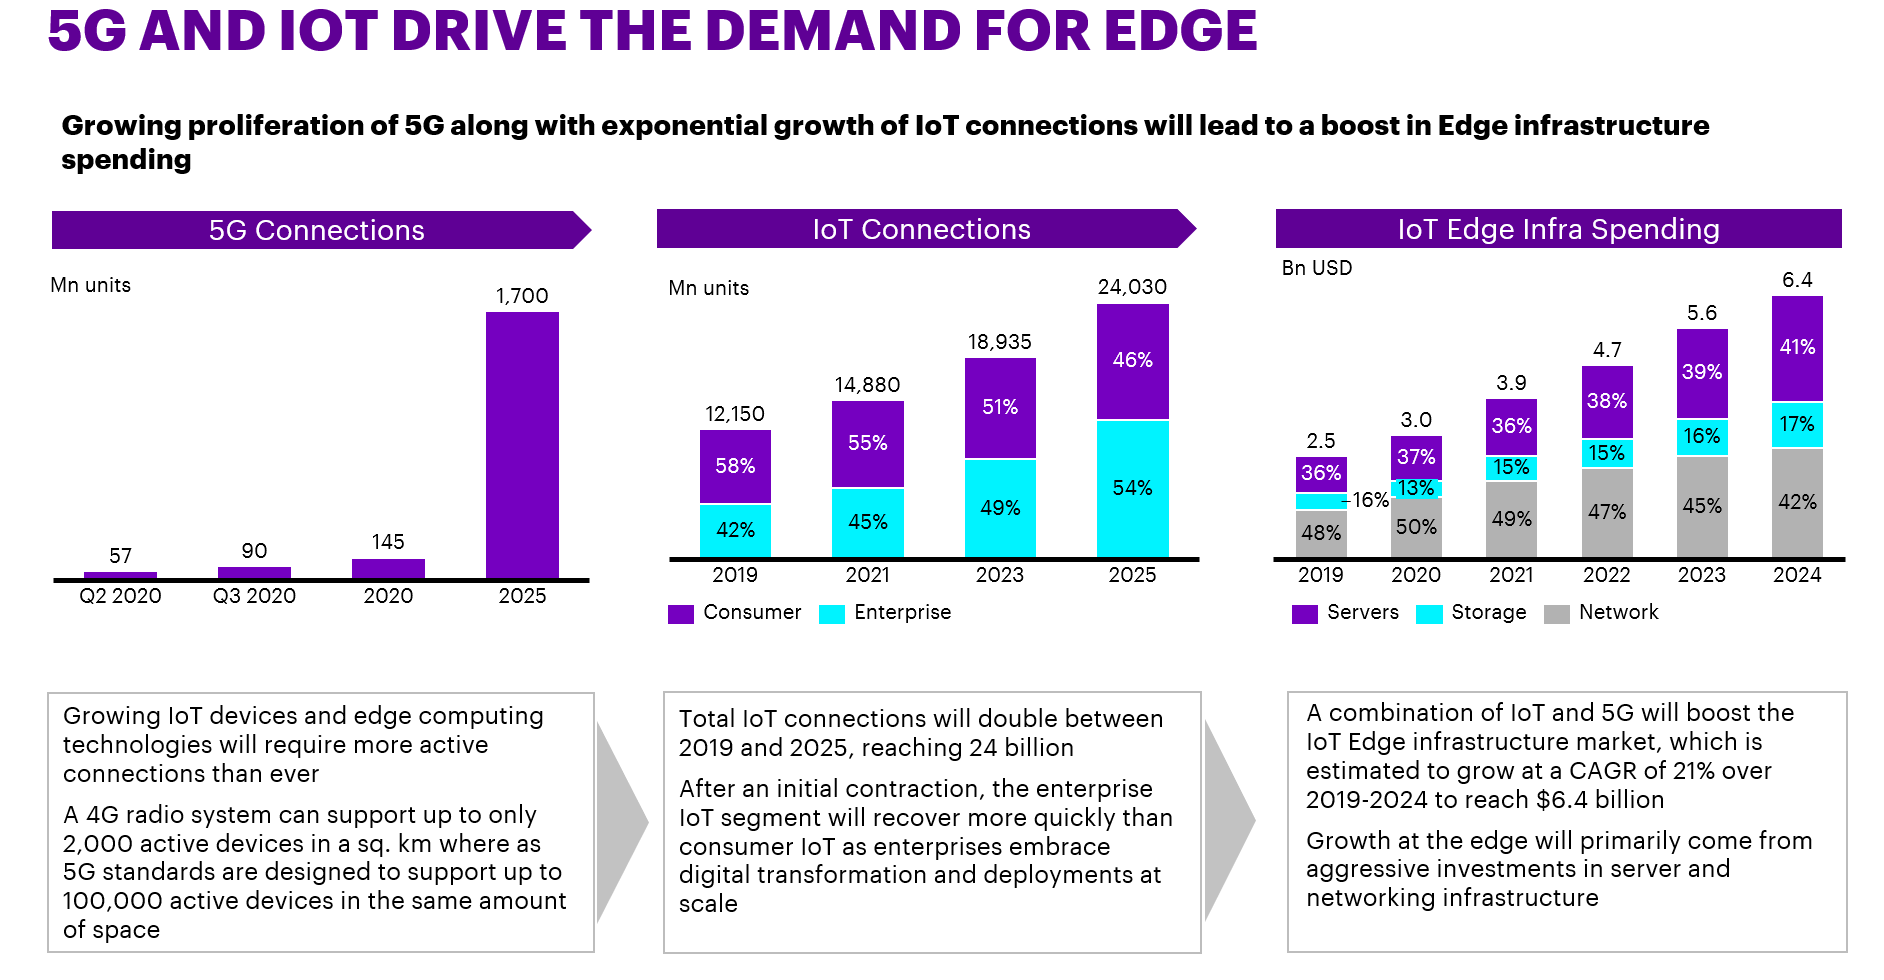 5G AND IOT DRIVE THE DEMAND FOR EDGE
Growing proliferation of 5G along with exponential growth of IoT connections will lead to a boost in Edge infrastructure
spending
5G Connections
Mn units
1,700
57
90
145
Q2 2020
Q3 2020
2020
2025
IoT Connections
Mn units
12,150
14,880
18,935
24,030
58%
55%
51%
46%
42%
45%
49%
54%
2019
2021
2023
2025
Consumer
Enterprise
IoT Edge Infra Spending
Bn USD
2.5
3.0
3.9
4.7
5.6
6.4
36%
37%
36%
38%
39%
41%
16%
13%
15%
15%
16%
17%
48%
50%
49%
47%
45%
42%
2019
2020
2021
2022
2023
2024
Servers
Storage
Network
Growing IoT devices and edge computing
technologies will require more active
connections than ever
A 4G radio system can support up to only
2,000 active devices in a sq. km where as
5G standards are designed to support up to
100,000 active devices in the same amount
of space
Total IoT connections will double between
2019 and 2025, reaching 24 billion
After an initial contraction, the enterprise
IoT segment will recover more quickly than
consumer IoT as enterprises embrace
digital transformation and deployments at
scale
A combination of IoT and 5G will boost the
IoT Edge infrastructure market, which is
estimated to grow at a CAGR of 21% over
2019-2024 to reach $6.4 billion
Growth at the edge will primarily come from
aggressive investments in server and
networking infrastructure